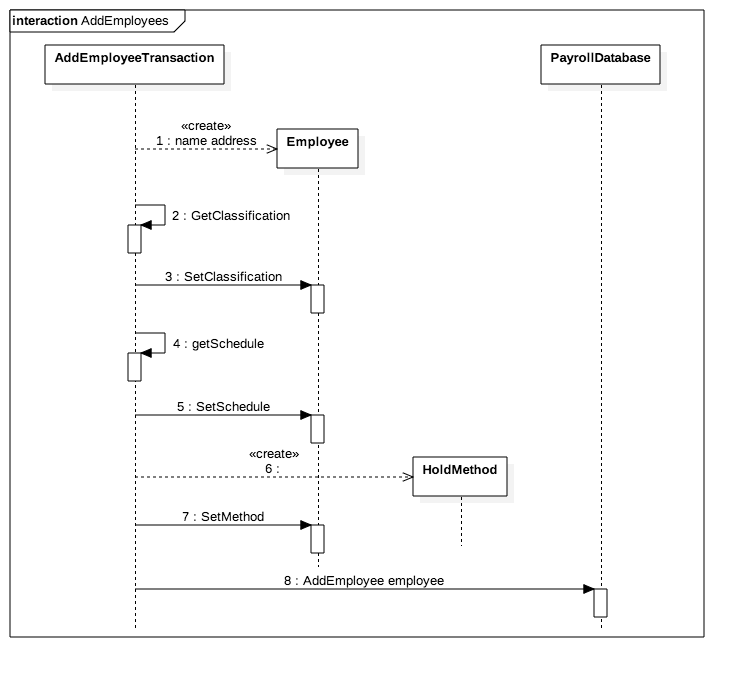 interaction AddEmployees
AddEmployeeTransaction
PayrollDatabase
«create»
1 : name address
Employee
2 : GetClassification
3 : SetClassification
4 : getSchedule
5 : SetSchedule
«create»
6 :
HoldMethod
7 : SetMethod
8 : AddEmployee employee